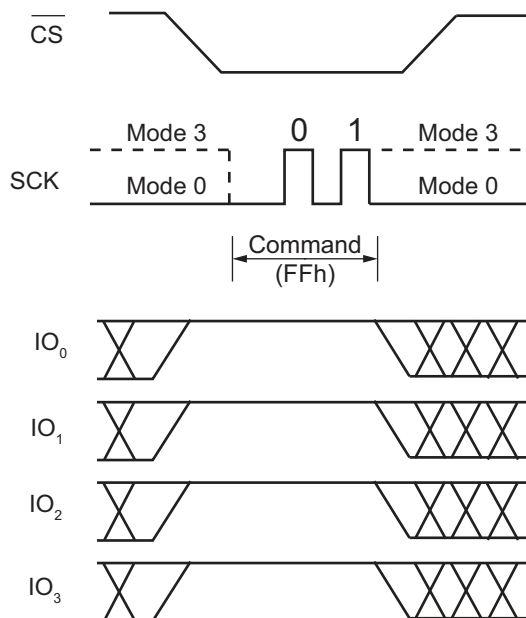 CS
Mode 3 0 1 Mode 3
SCK
Mode 0 Mode 0
Command
(FFh)
IO0
IO1
IO2
IO3